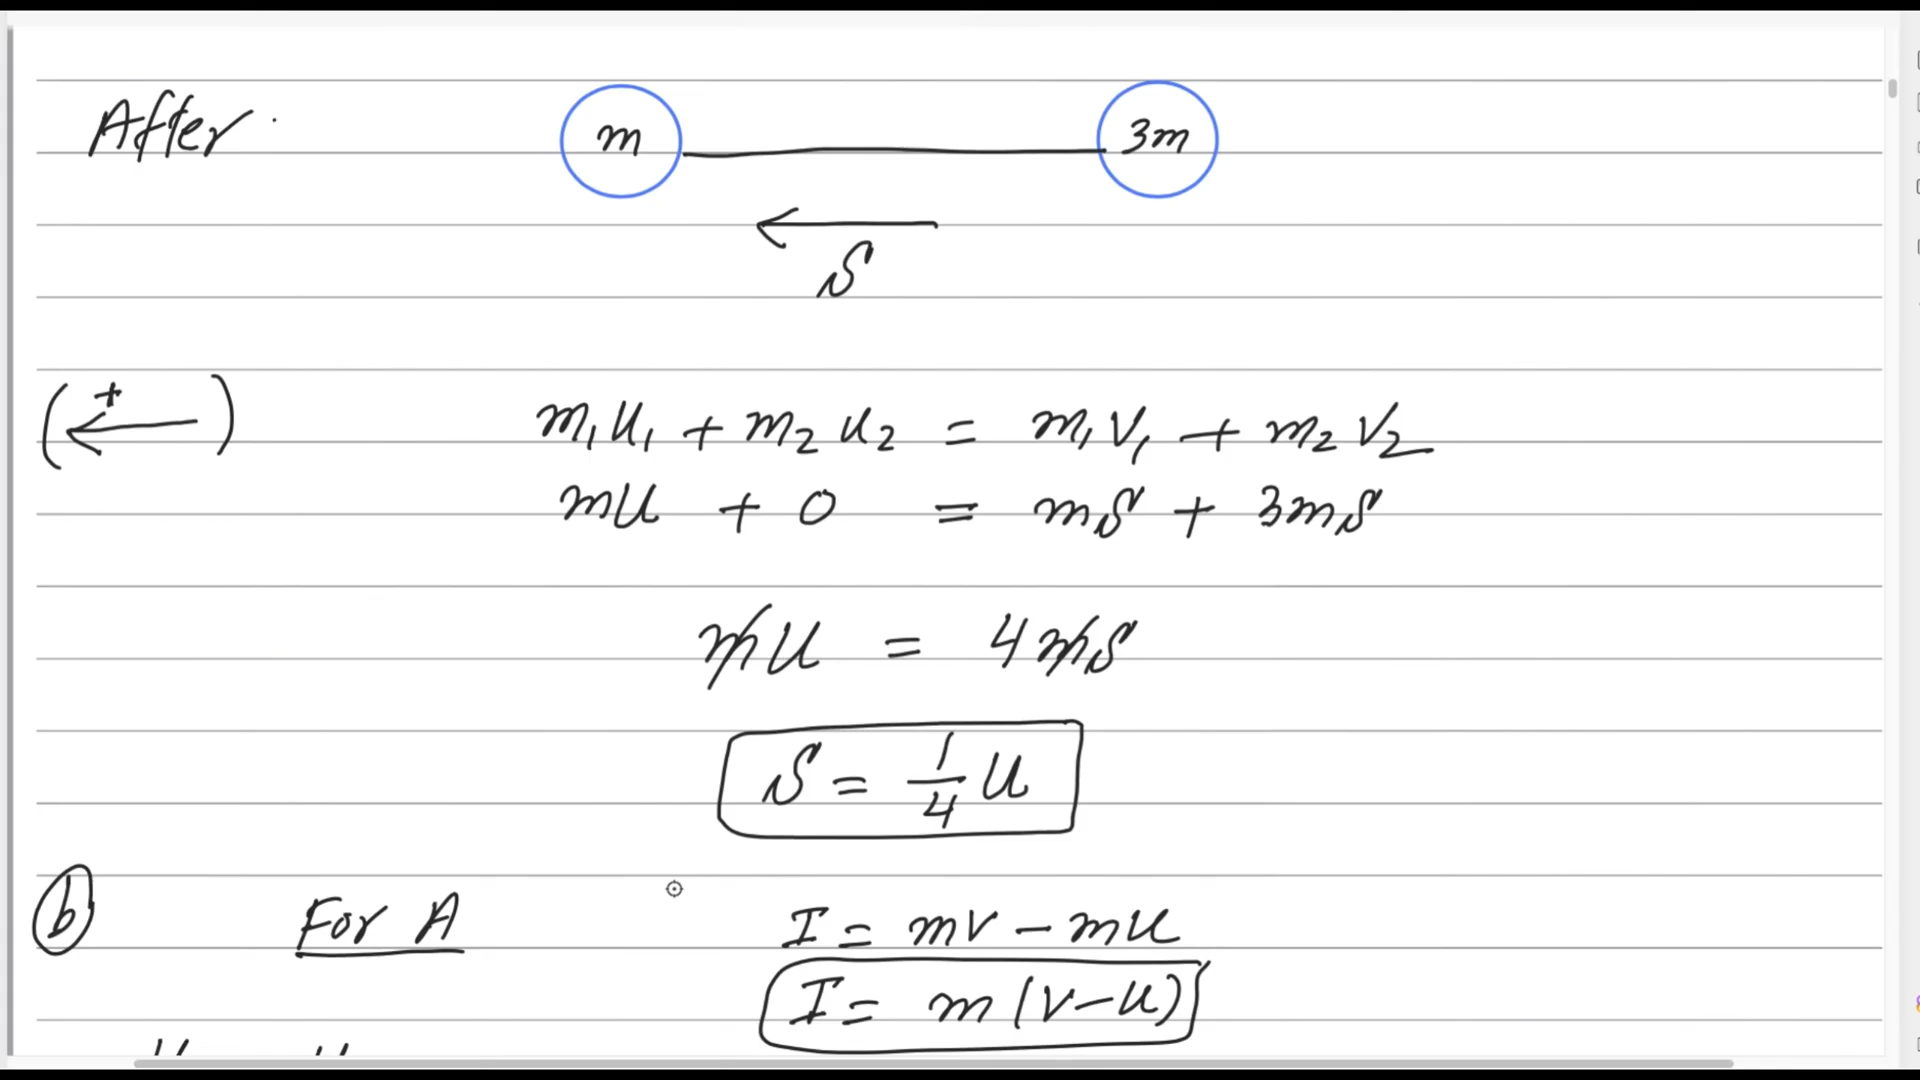 After.
m 3m
S
(+←)
m₁u₁ + m₂u₂ = m₁v₁ + m₂v₂
mu + 0 = mS + 3mS
mu = 4mS
S = 1/4 u
(b) For A I = mv - mu
I = m(v-u)